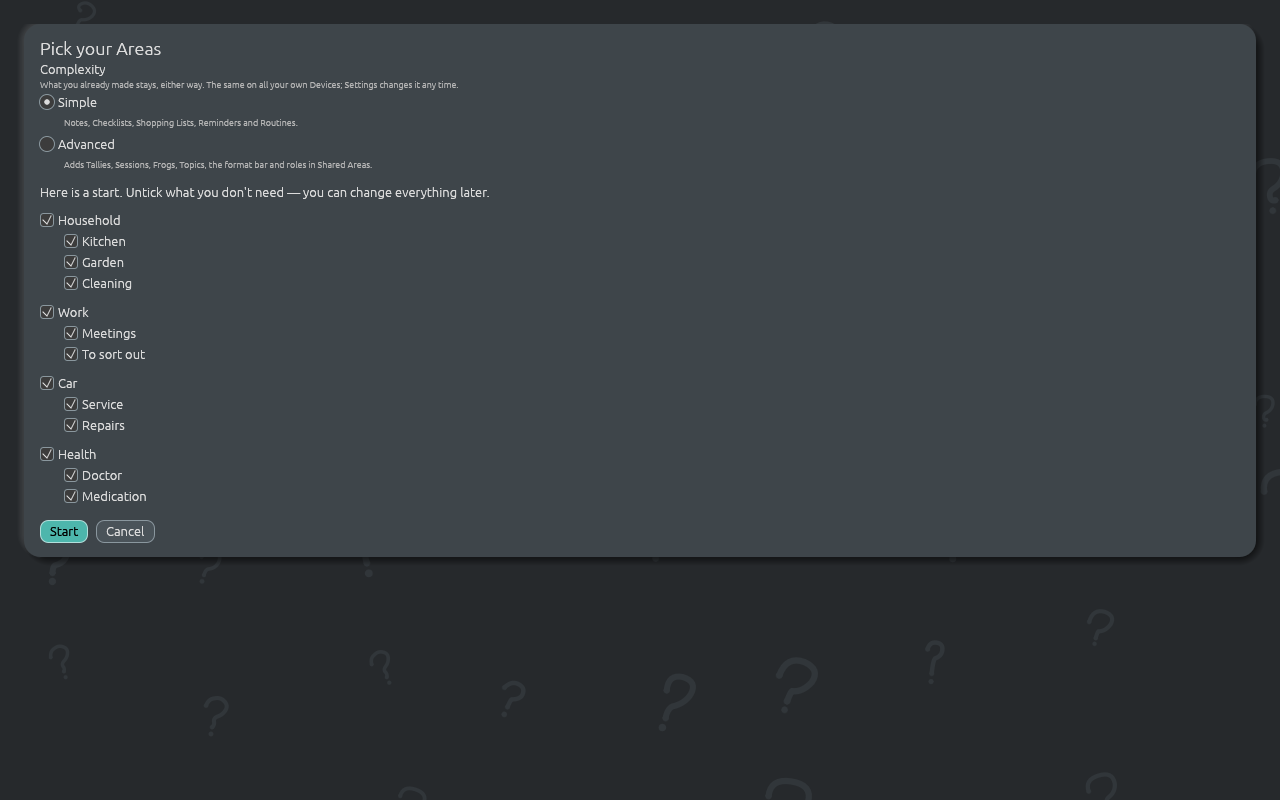 Pick your Areas
Complexity
What you already made stays, either way. The same on all your own Devices; Settings changes it any time.
Simple
Notes, Checklists, Shopping Lists, Reminders and Routines.
Advanced
Adds Tallies, Sessions, Frogs, Topics, the format bar and roles in Shared Areas.
Here is a start. Untick what you don't need — you can change everything later.
Household
Kitchen
Garden
Cleaning
Work
Meetings
To sort out
Car
Service
Repairs
Health
Doctor
Medication
Start Cancel